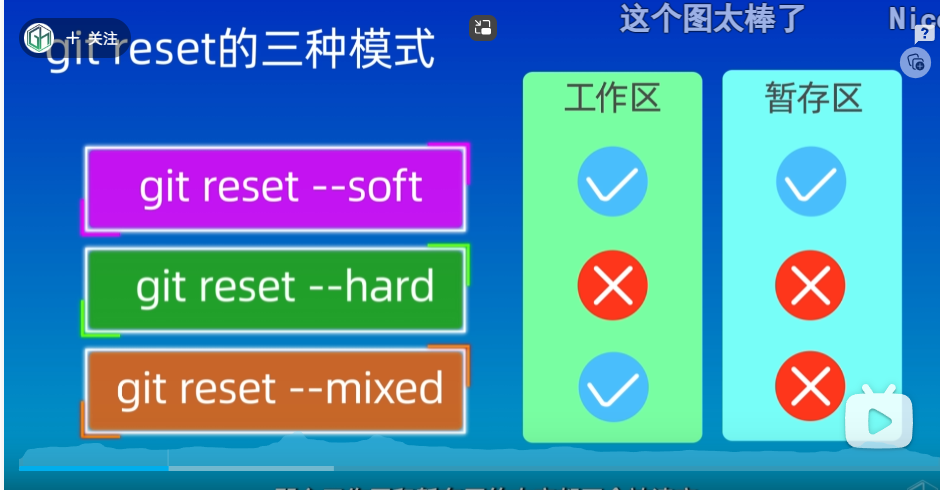 这个图太棒了
Nic
+ 关注
git reset的三种模式
?
工作区
暂存区
git reset --soft
git reset --hard
git reset --mixed